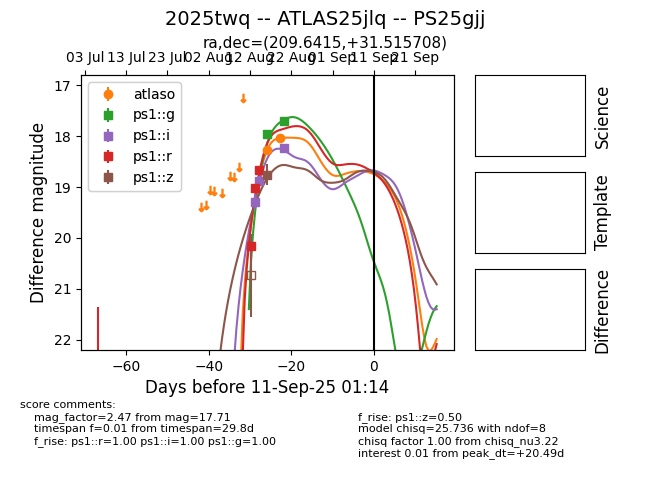 2025twq -- ATLAS25jlq -- PS25gjj
ra,dec=(209.6415,+31.515708)
03 Jul 13 Jul 23 Jul 02 Aug 12 Aug 22 Aug 01 Sep 11 Sep 21 Sep
17
18
19
20
21
22
Difference magnitude
atlaso
ps1::g
ps1::i
ps1::r
ps1::z
−60
−40
−20
0
Days before 11-Sep-25 01:14
Science
Template
Difference
score comments:
mag_factor=2.47 from mag=17.71
timespan f=0.01 from timespan=29.8d
f_rise: ps1::r=1.00 ps1::i=1.00 ps1::g=1.00
f_rise: ps1::z=0.50
model chisq=25.736 with ndof=8
chisq factor 1.00 from chisq_nu3.22
interest 0.01 from peak_dt=+20.49d